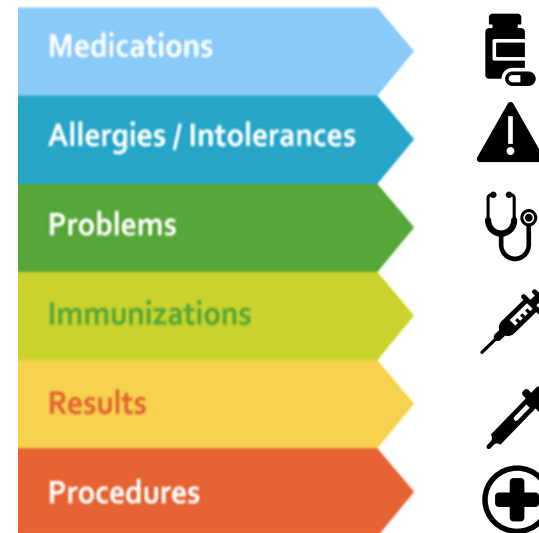 Medications
Allergies / Intolerances
Problems
Immunizations
Results
Procedures